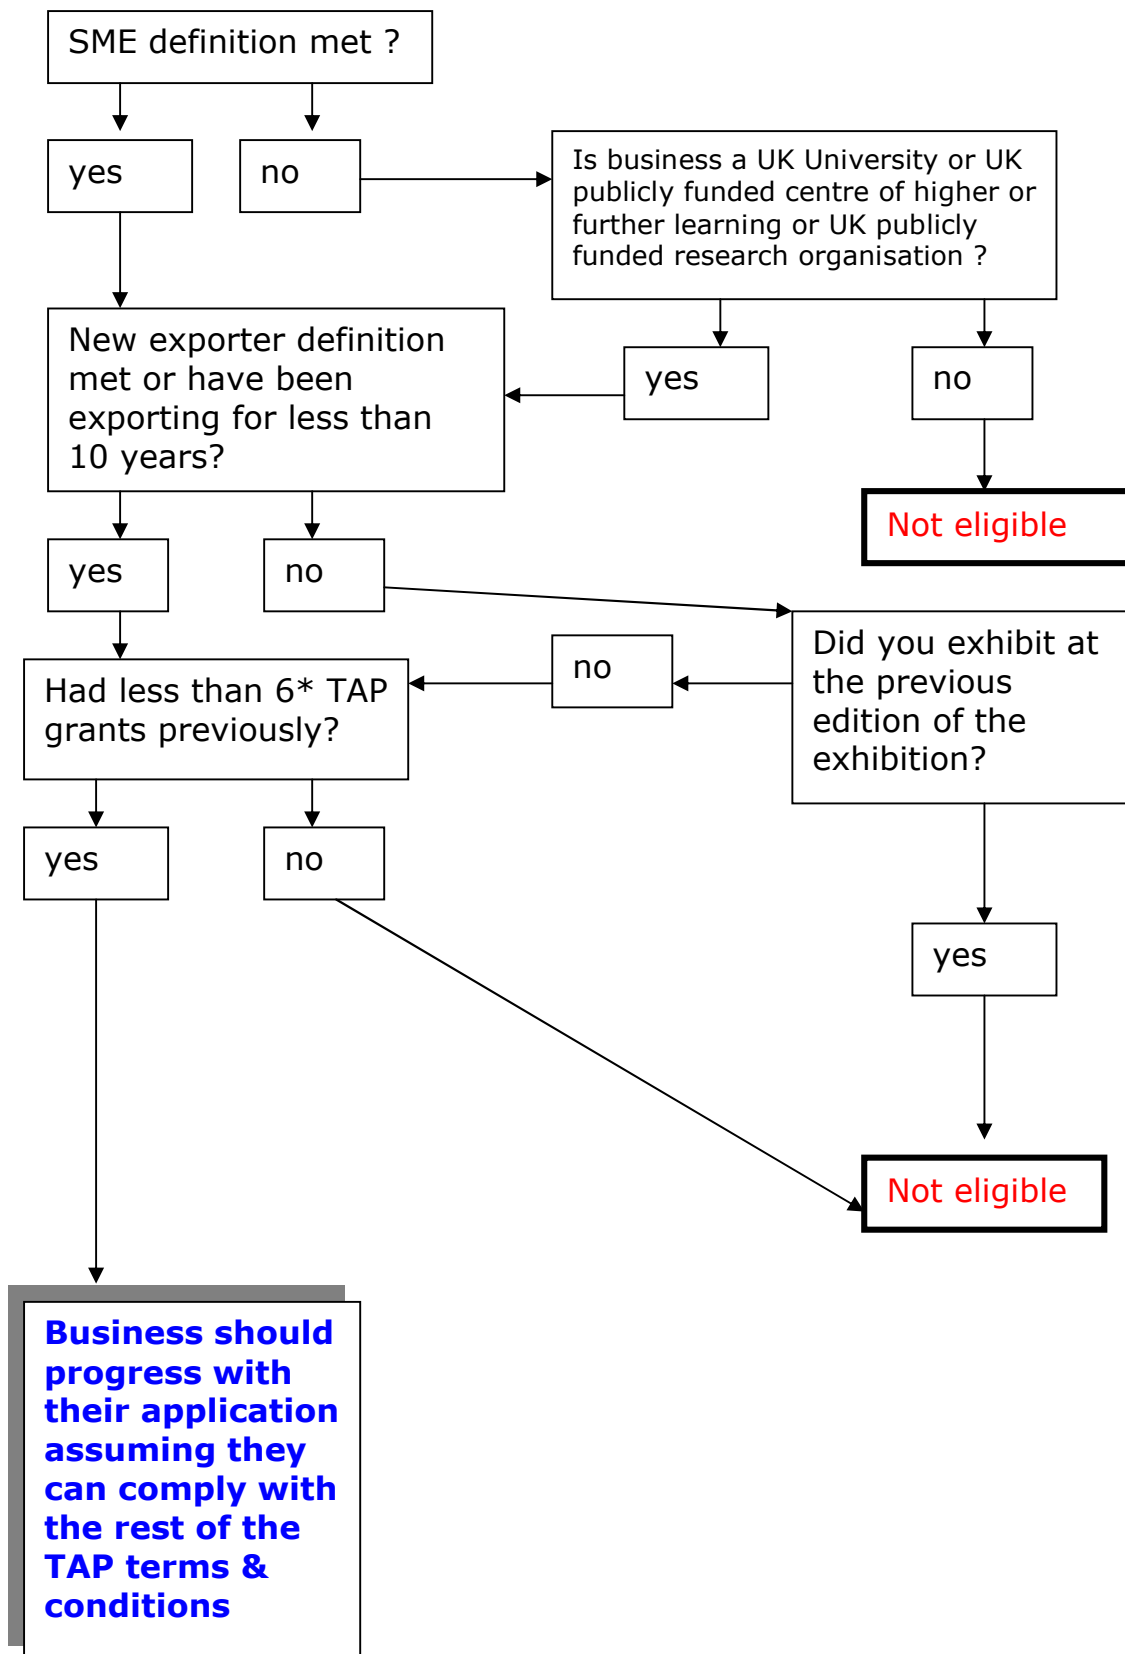 SME definition met ?
yes
no
Is business a UK University or UK
publicly funded centre of higher or
further learning or UK publicly
funded research organisation ?
New exporter definition
met or have been
exporting for less than
10 years?
yes
no
Not eligible
yes
no
Did you exhibit at
the previous
edition of the
exhibition?
no
Had less than 6* TAP
grants previously?
yes
no
yes
Not eligible
Business should
progress with
their application
assuming they
can comply with
the rest of the
TAP terms &
conditions